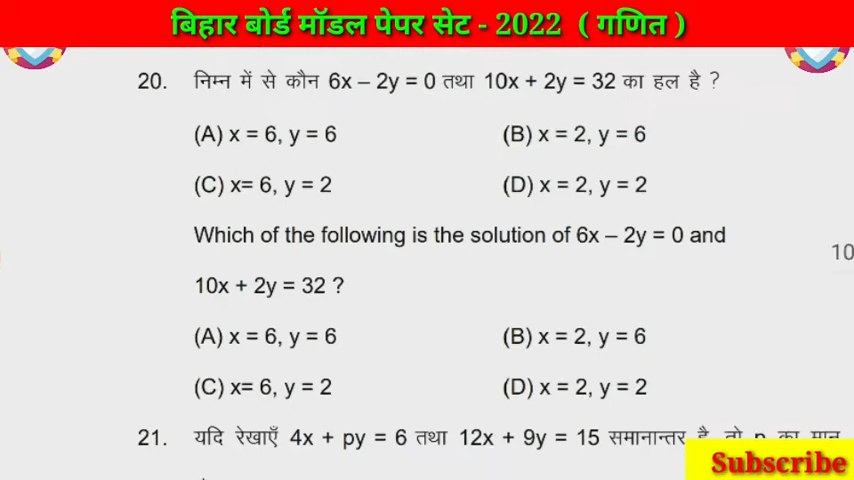 बिहार बोर्ड मॉडल पेपर सेट - 2022 ( गणित )
20. निम्न में से कौन 6x – 2y = 0 तथा 10x + 2y = 32 का हल है ?
(A) x = 6, y = 6 (B) x = 2, y = 6
(C) x= 6, y = 2 (D) x = 2, y = 2
Which of the following is the solution of 6x – 2y = 0 and
10
10x + 2y = 32 ?
(A) x = 6, y = 6 (B) x = 2, y = 6
(C) x= 6, y = 2 (D) x = 2, y = 2
21. यदि रेखाएँ 4x + py = 6 तथा 12x + 9y = 15 समानान्तर है, तो p का मान
Subscribe